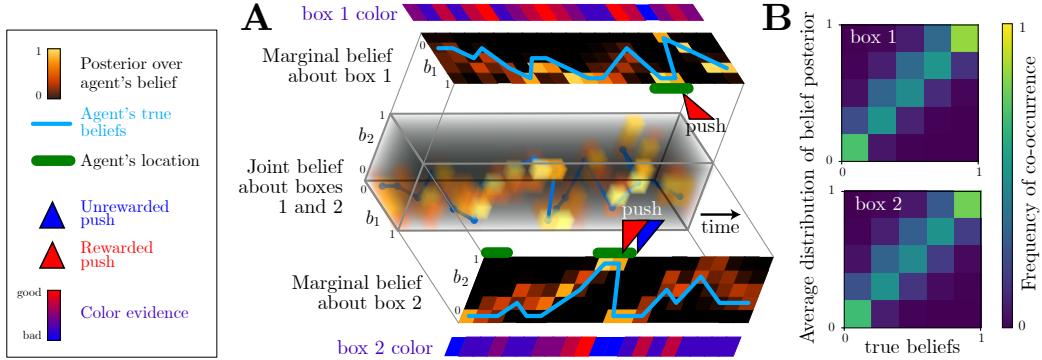 1
0
Posterior over
agent's belief
Agent's true
beliefs
Agent's location
Unrewarded
push
Rewarded
push
good
bad
Color evidence
A
box 1 color
Marginal belief
about box 1
0
b1
1
push
b2
1
0
0
b1
1
Joint belief
about boxes
1 and 2
push
time
1
b2
0
Marginal belief
about box 2
box 2 color
B
Average distribution of belief posterior
box 1
1
0
0
1
box 2
1
0
0
1
true beliefs
1
0
Frequency of co-occurrence